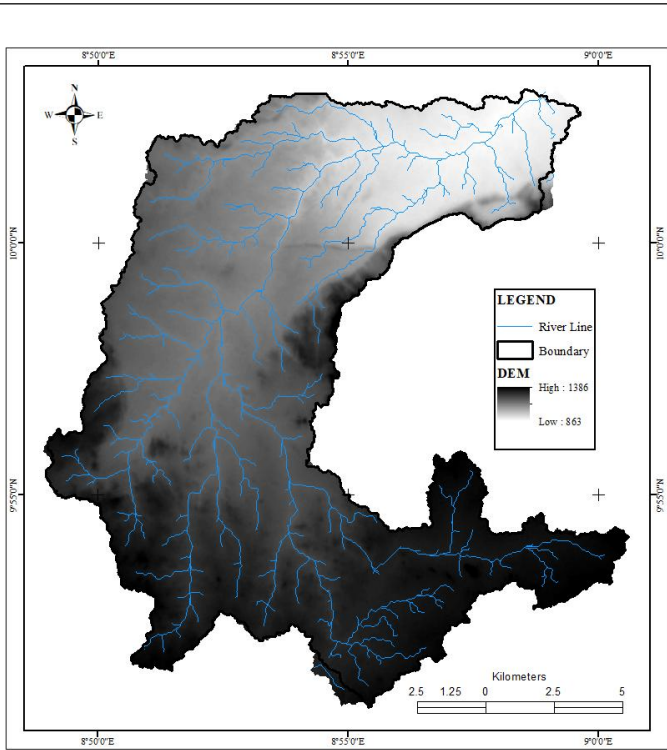 8°50'0"E 8°55'0"E 9°0'0"E
N
W E
S
10°0'0"N 10°0'0"N
LEGEND
River Line
Boundary
DEM
High : 1386
Low : 863
9°55'0"N 9°55'0"N
Kilometers
2.5 1.25 0 2.5 5
8°50'0"E 8°55'0"E 9°0'0"E